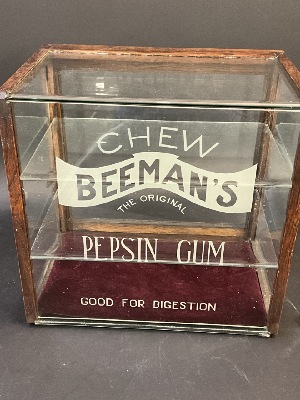 CHEW
BEEMAN'S
THE ORIGINAL
PEPSIN GUM
GOOD FOR DIGESTION